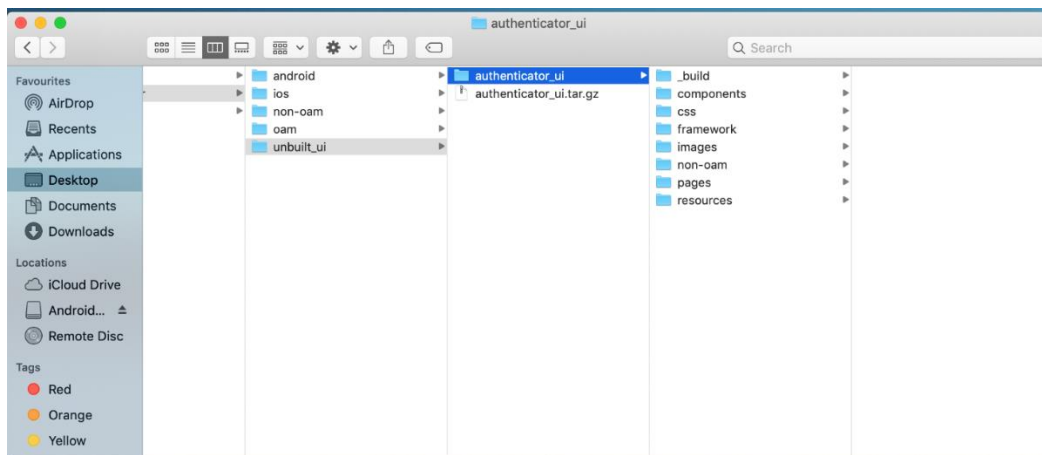 authenticator_ui
Search
Favourites
AirDrop
Recents
Applications
Desktop
Documents
Downloads
Locations
iCloud Drive
Android...
Remote Disc
Tags
Red
Orange
Yellow
android
ios
non-oam
oam
unbuilt_ui
authenticator_ui
authenticator_ui.tar.gz
_build
components
css
framework
images
non-oam
pages
resources